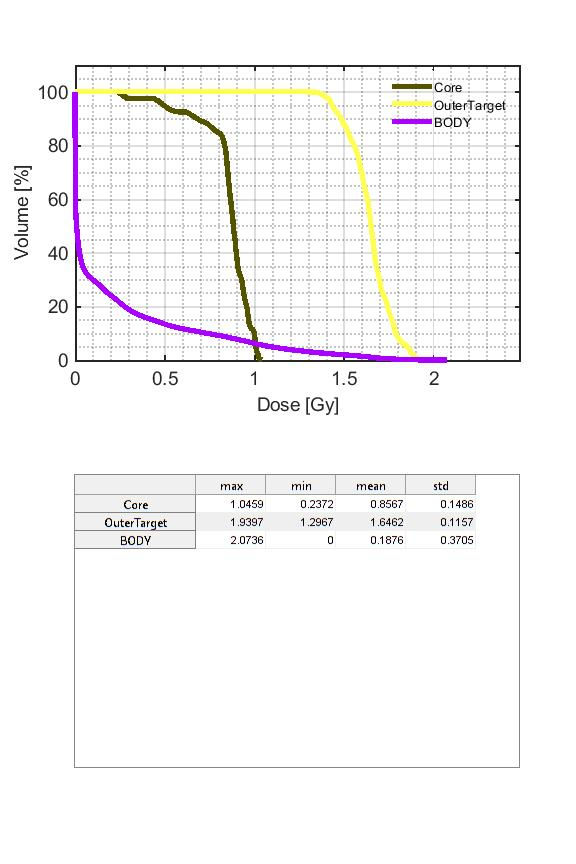 Core
OuterTarget
BODY
100
80
60
40
20
0
Volume [%]
0 0.5 1 1.5 2
Dose [Gy]
max min mean std
Core 1.0459 0.2372 0.8567 0.1486
OuterTarget 1.9397 1.2967 1.6462 0.1157
BODY 2.0736 0 0.1876 0.3705